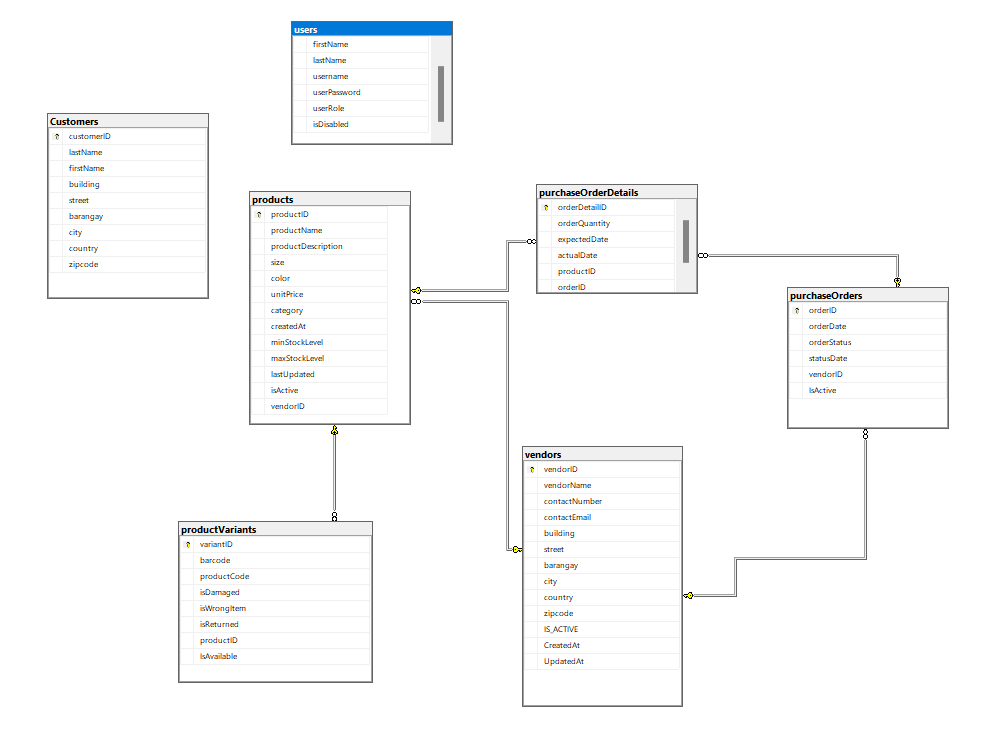 users
firstName
lastName
username
userPassword
userRole
isDisabled
Customers
customerID
lastName
firstName
building
street
barangay
city
country
zipcode
products
productID
productName
productDescription
size
color
unitPrice
category
createdAt
minStockLevel
maxStockLevel
lastUpdated
isActive
vendorID
purchaseOrderDetails
orderDetailID
orderQuantity
expectedDate
actualDate
productID
orderID
purchaseOrders
orderID
orderDate
orderStatus
statusDate
vendorID
IsActive
vendors
vendorID
vendorName
contactNumber
contactEmail
building
street
barangay
city
country
zipcode
IS_ACTIVE
CreatedAt
UpdatedAt
productVariants
variantID
barcode
productCode
isDamaged
isWrongItem
isReturned
productID
IsAvailable